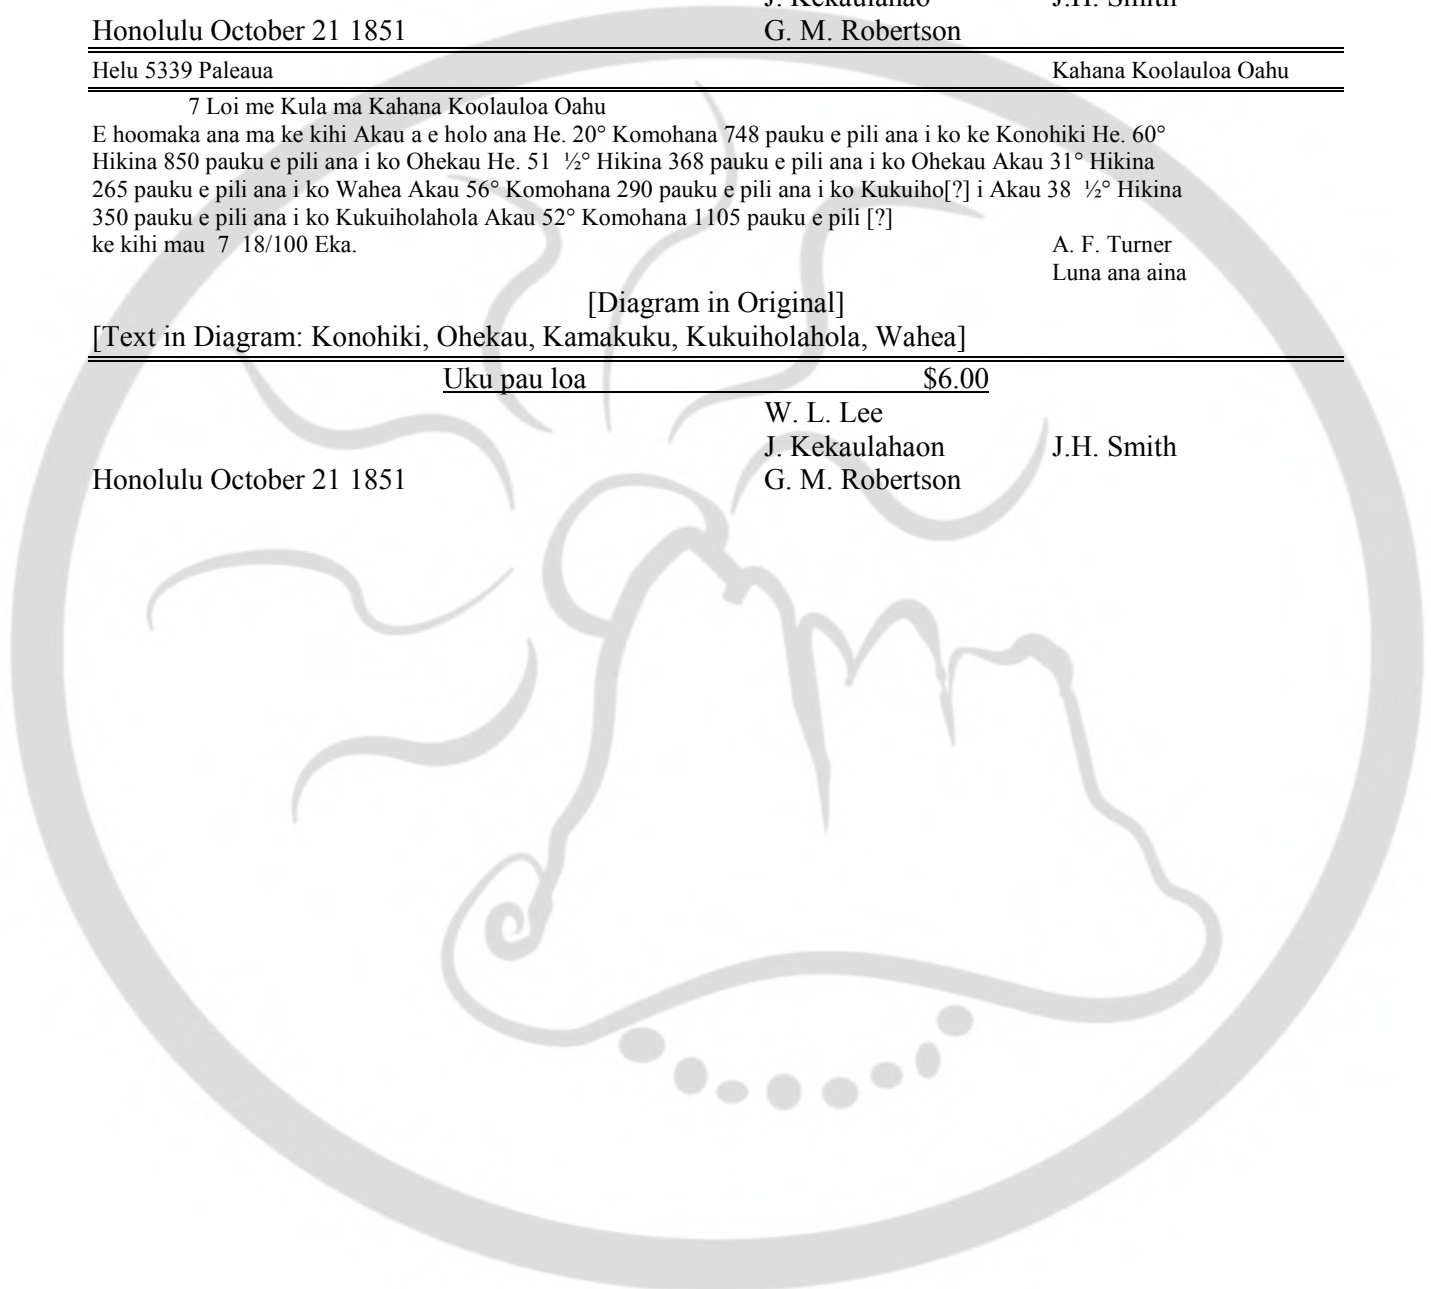 J. Kekaulahao J.H. Smith
Honolulu October 21 1851 G. M. Robertson
Helu 5339 Paleaua Kahana Koolauloa Oahu
7 Loi me Kula ma Kahana Koolauloa Oahu
E hoomaka ana ma ke kihi Akau a e holo ana He. 20° Komohana 748 pauku e pili ana i ko ke Konohiki He. 60°
Hikina 850 pauku e pili ana i ko Ohekau He. 51 ½° Hikina 368 pauku e pili ana i ko Ohekau Akau 31° Hikina
265 pauku e pili ana i ko Wahea Akau 56° Komohana 290 pauku e pili ana i ko Kukuiho[?] i Akau 38 ½° Hikina
350 pauku e pili ana i ko Kukuiholahola Akau 52° Komohana 1105 pauku e pili [?]
ke kihi mau 7 18/100 Eka. A. F. Turner
Luna ana aina
[Diagram in Original]
[Text in Diagram: Konohiki, Ohekau, Kamakuku, Kukuiholahola, Wahea]
Uku pau loa $6.00
W. L. Lee
J. Kekaulahaon J.H. Smith
Honolulu October 21 1851 G. M. Robertson